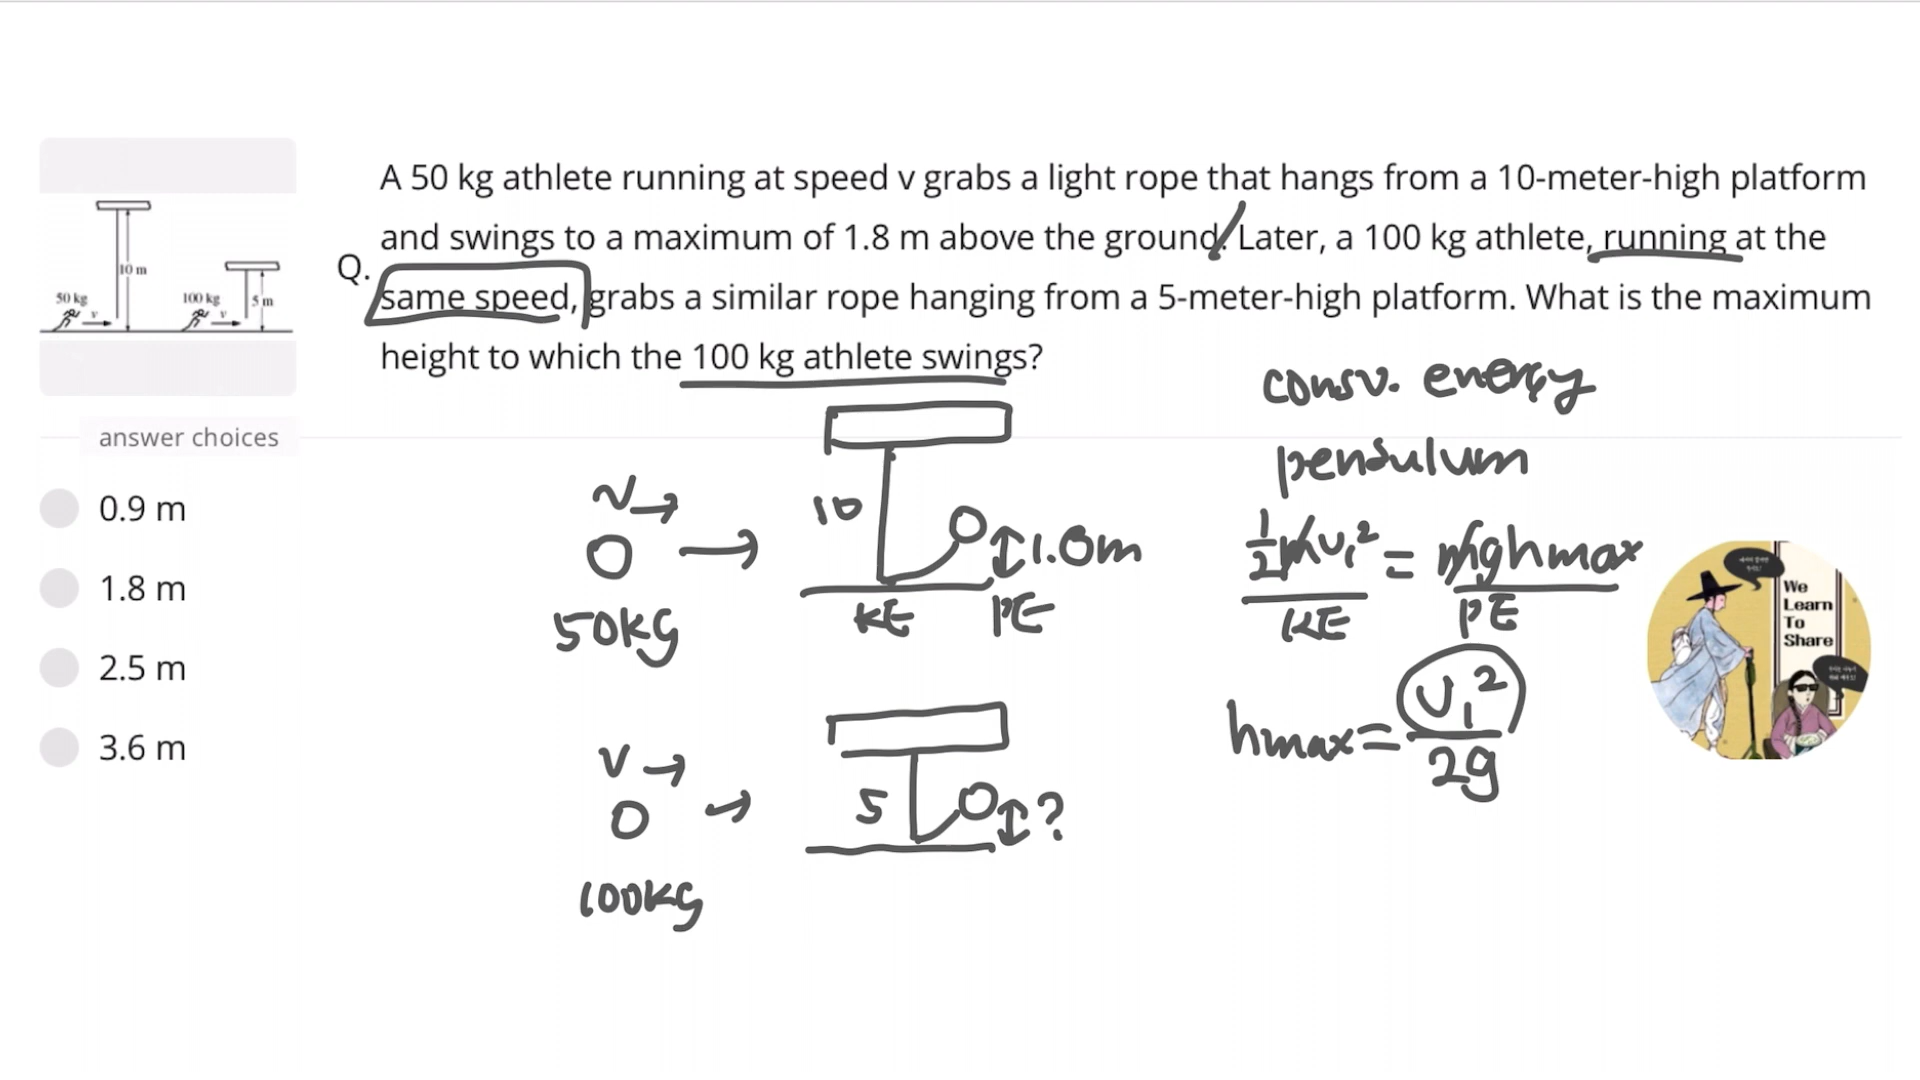 A 50 kg athlete running at speed v grabs a light rope that hangs from a 10-meter-high platform
and swings to a maximum of 1.8 m above the ground. Later, a 100 kg athlete, running at the
Q.
same speed, grabs a similar rope hanging from a 5-meter-high platform. What is the maximum
height to which the 100 kg athlete swings?
10 m
50 kg
v
100 kg
v
5 m
answer choices
0.9 m
1.8 m
2.5 m
3.6 m
consv. energy
pendulum
v →
10
1.8m
50kg
KE
PE
½mv₁² = mghmax
KE
PE
hmax = v₁²/2g
v →
5
?
100kg
We
Learn
To
Share